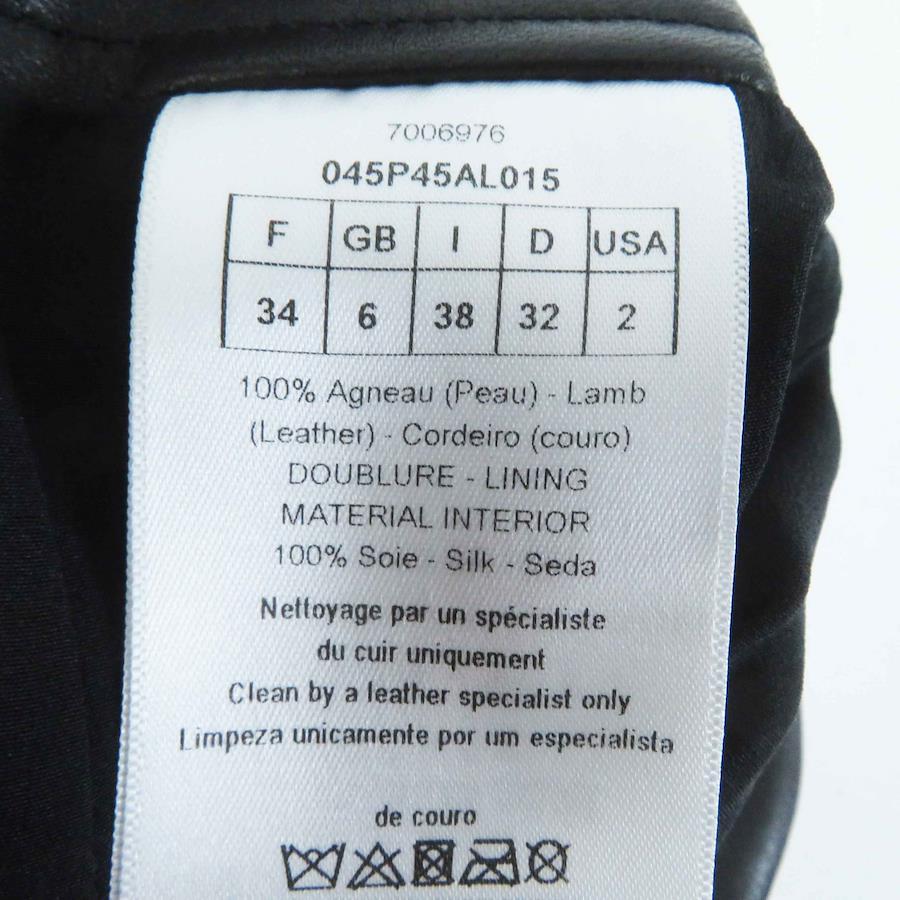 7006976
045P45AL015
F GB I D USA
34 6 38 32 2
100% Agneau (Peau) - Lamb
(Leather) - Cordeiro (couro)
DOUBLURE - LINING
MATERIAL INTERIOR
100% Soie - Silk - Seda
Nettoyage par un spécialiste
du cuir uniquement
Clean by a leather specialist only
Limpeza unicamente por um especialista
de couro